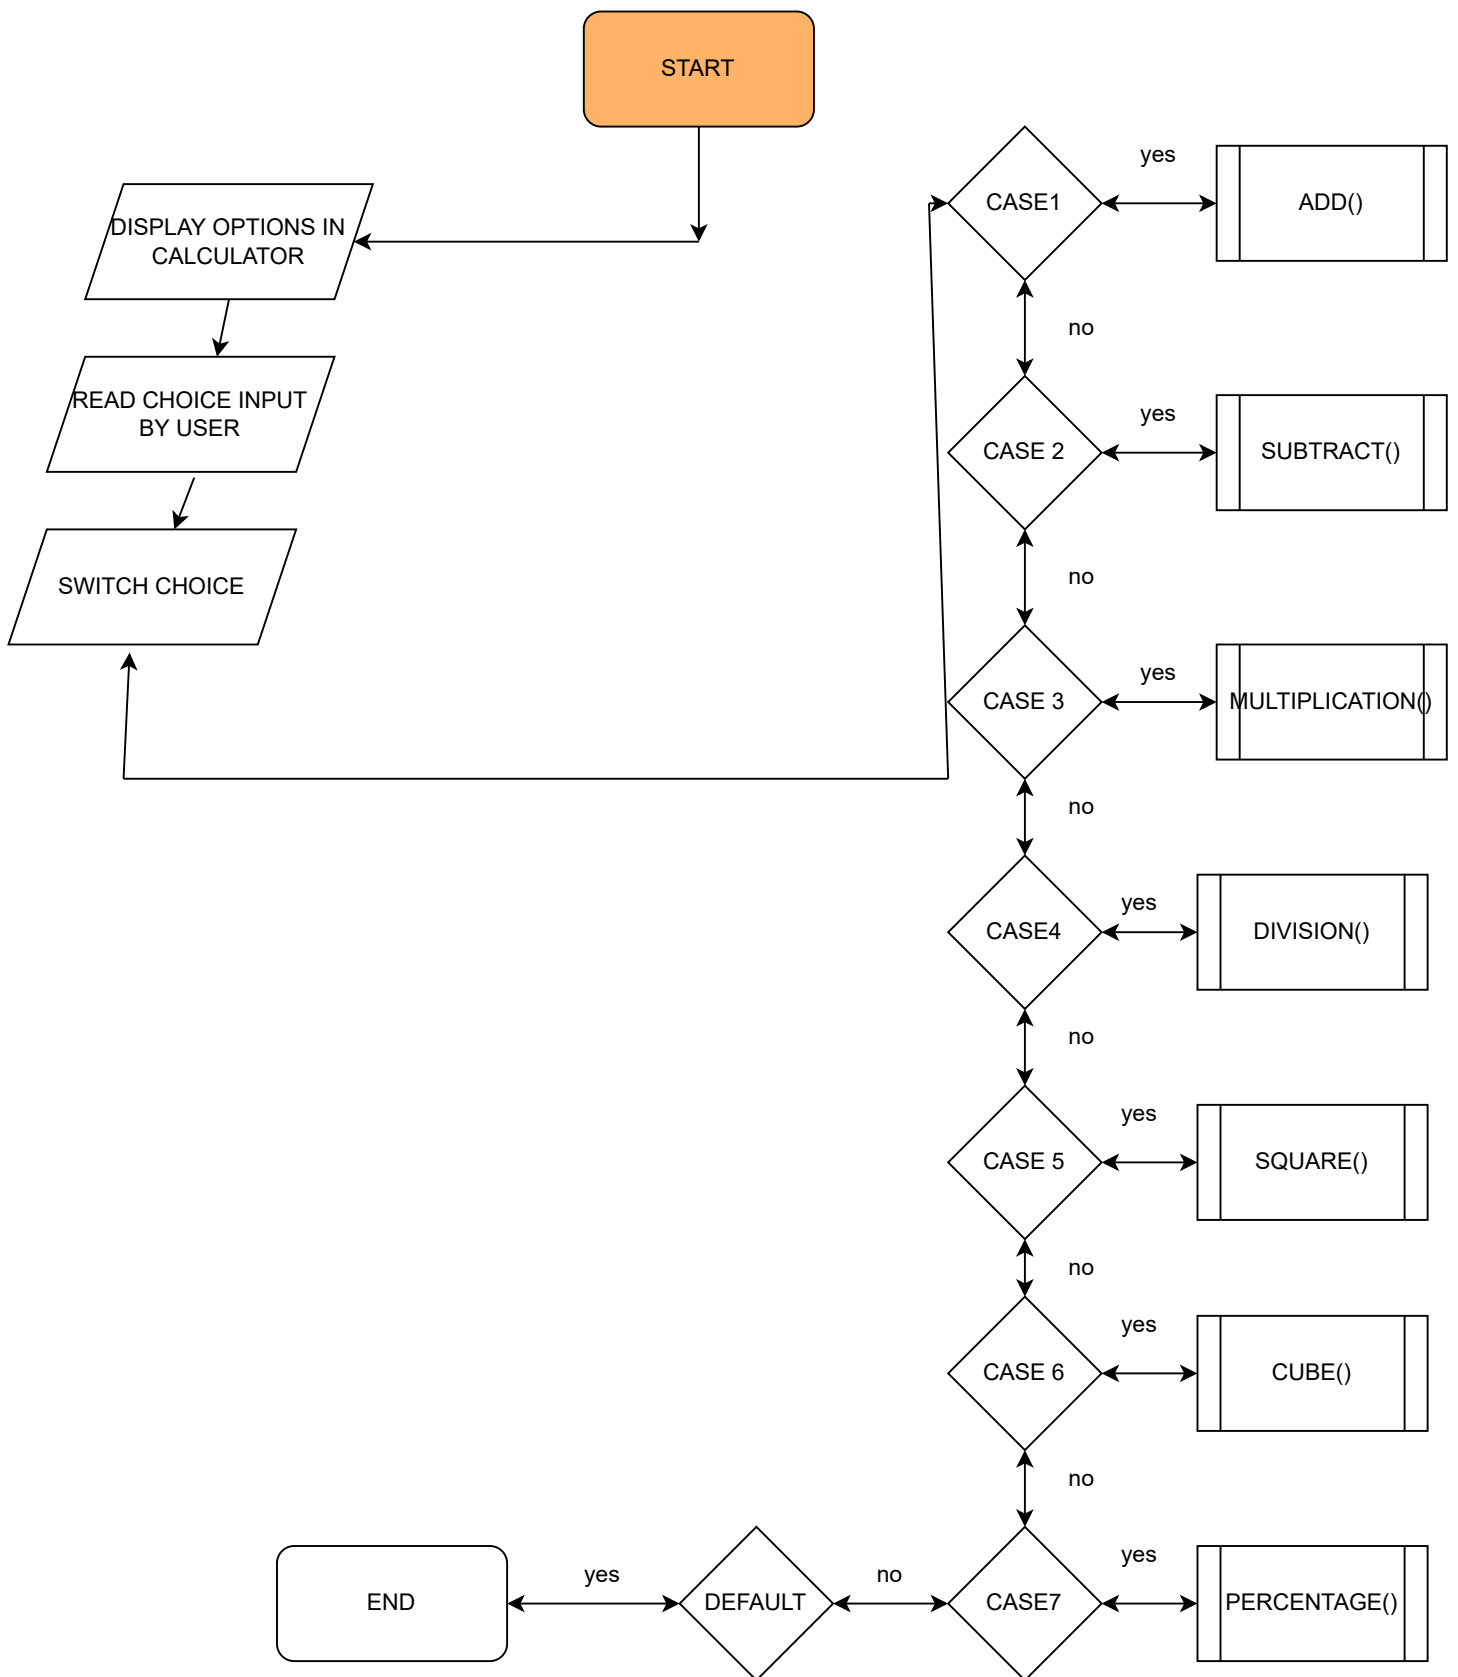 START
DISPLAY OPTIONS IN
CALCULATOR
READ CHOICE INPUT
BY USER
SWITCH CHOICE
CASE1
yes
ADD()
no
CASE 2
yes
SUBTRACT()
no
CASE 3
yes
MULTIPLICATION()
no
CASE4
yes
DIVISION()
no
CASE 5
yes
SQUARE()
no
CASE 6
yes
CUBE()
no
CASE7
yes
PERCENTAGE()
no
DEFAULT
yes
END